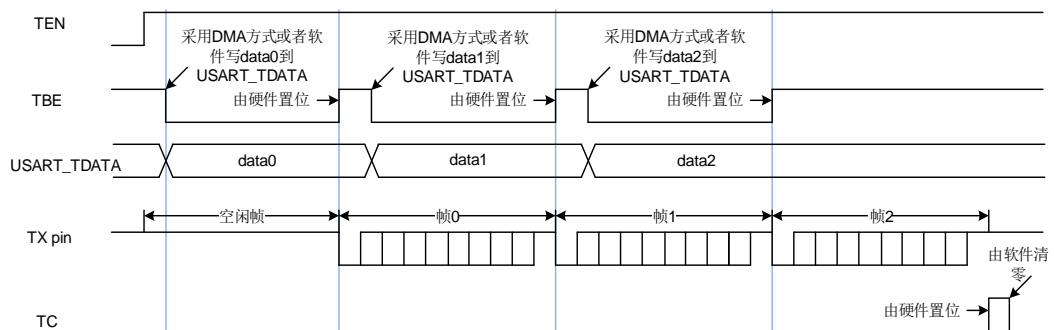 TEN
采用DMA方式或者软
件写data0到
USART_TDATA
采用DMA方式或者软
件写data1到
USART_TDATA
采用DMA方式或者软
件写data2到
USART_TDATA
TBE
由硬件置位
由硬件置位
由硬件置位
USART_TDATA
data0
data1
data2
空闲帧
帧0
帧1
帧2
TX pin
由软件清
零
由硬件置位
TC